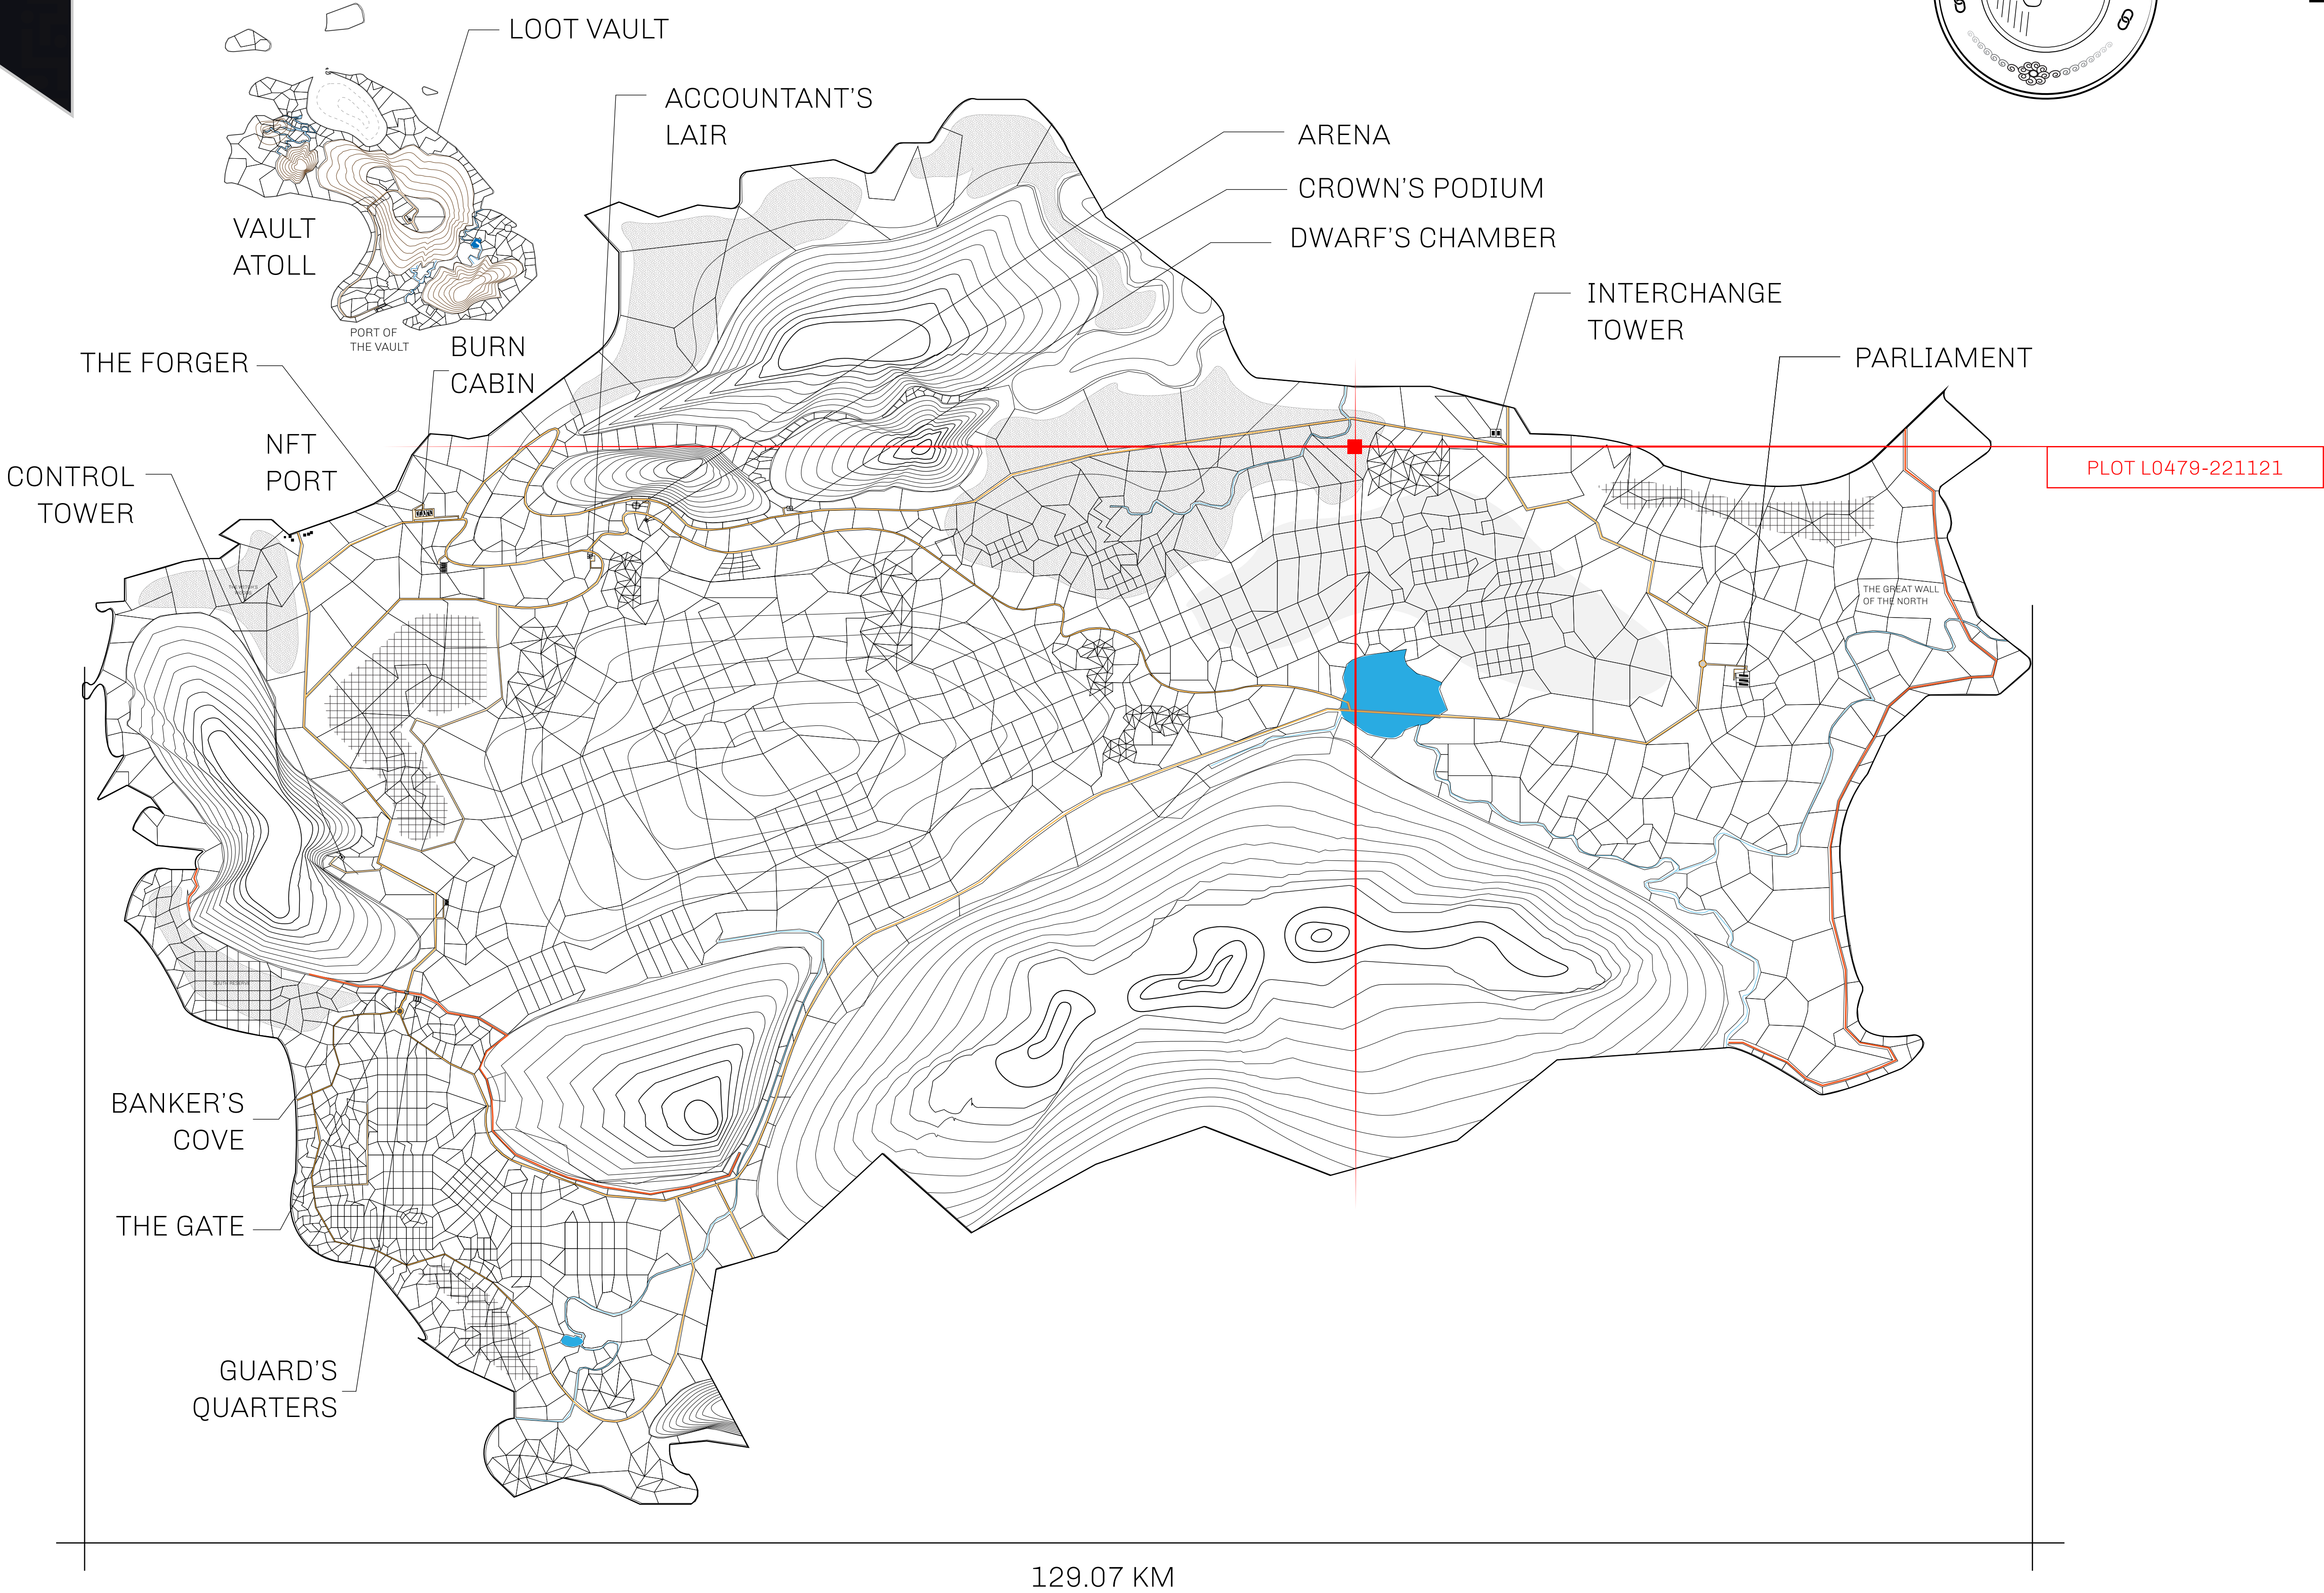 LOOT VAULT
ACCOUNTANT'S
LAIR
ARENA
CROWN'S PODIUM
DWARF'S CHAMBER
VAULT
ATOLL
INTERCHANGE
TOWER
PORT OF
THE VAULT
BURN
CABIN
THE FORGER
PARLIAMENT
NFT
PORT
CONTROL
TOWER
PLOT L0479-221121
THE GREAT WALL
OF THE NORTH
SOUTH RESERVE
BANKER'S
COVE
THE GATE
GUARD'S
QUARTERS
129.07 KM